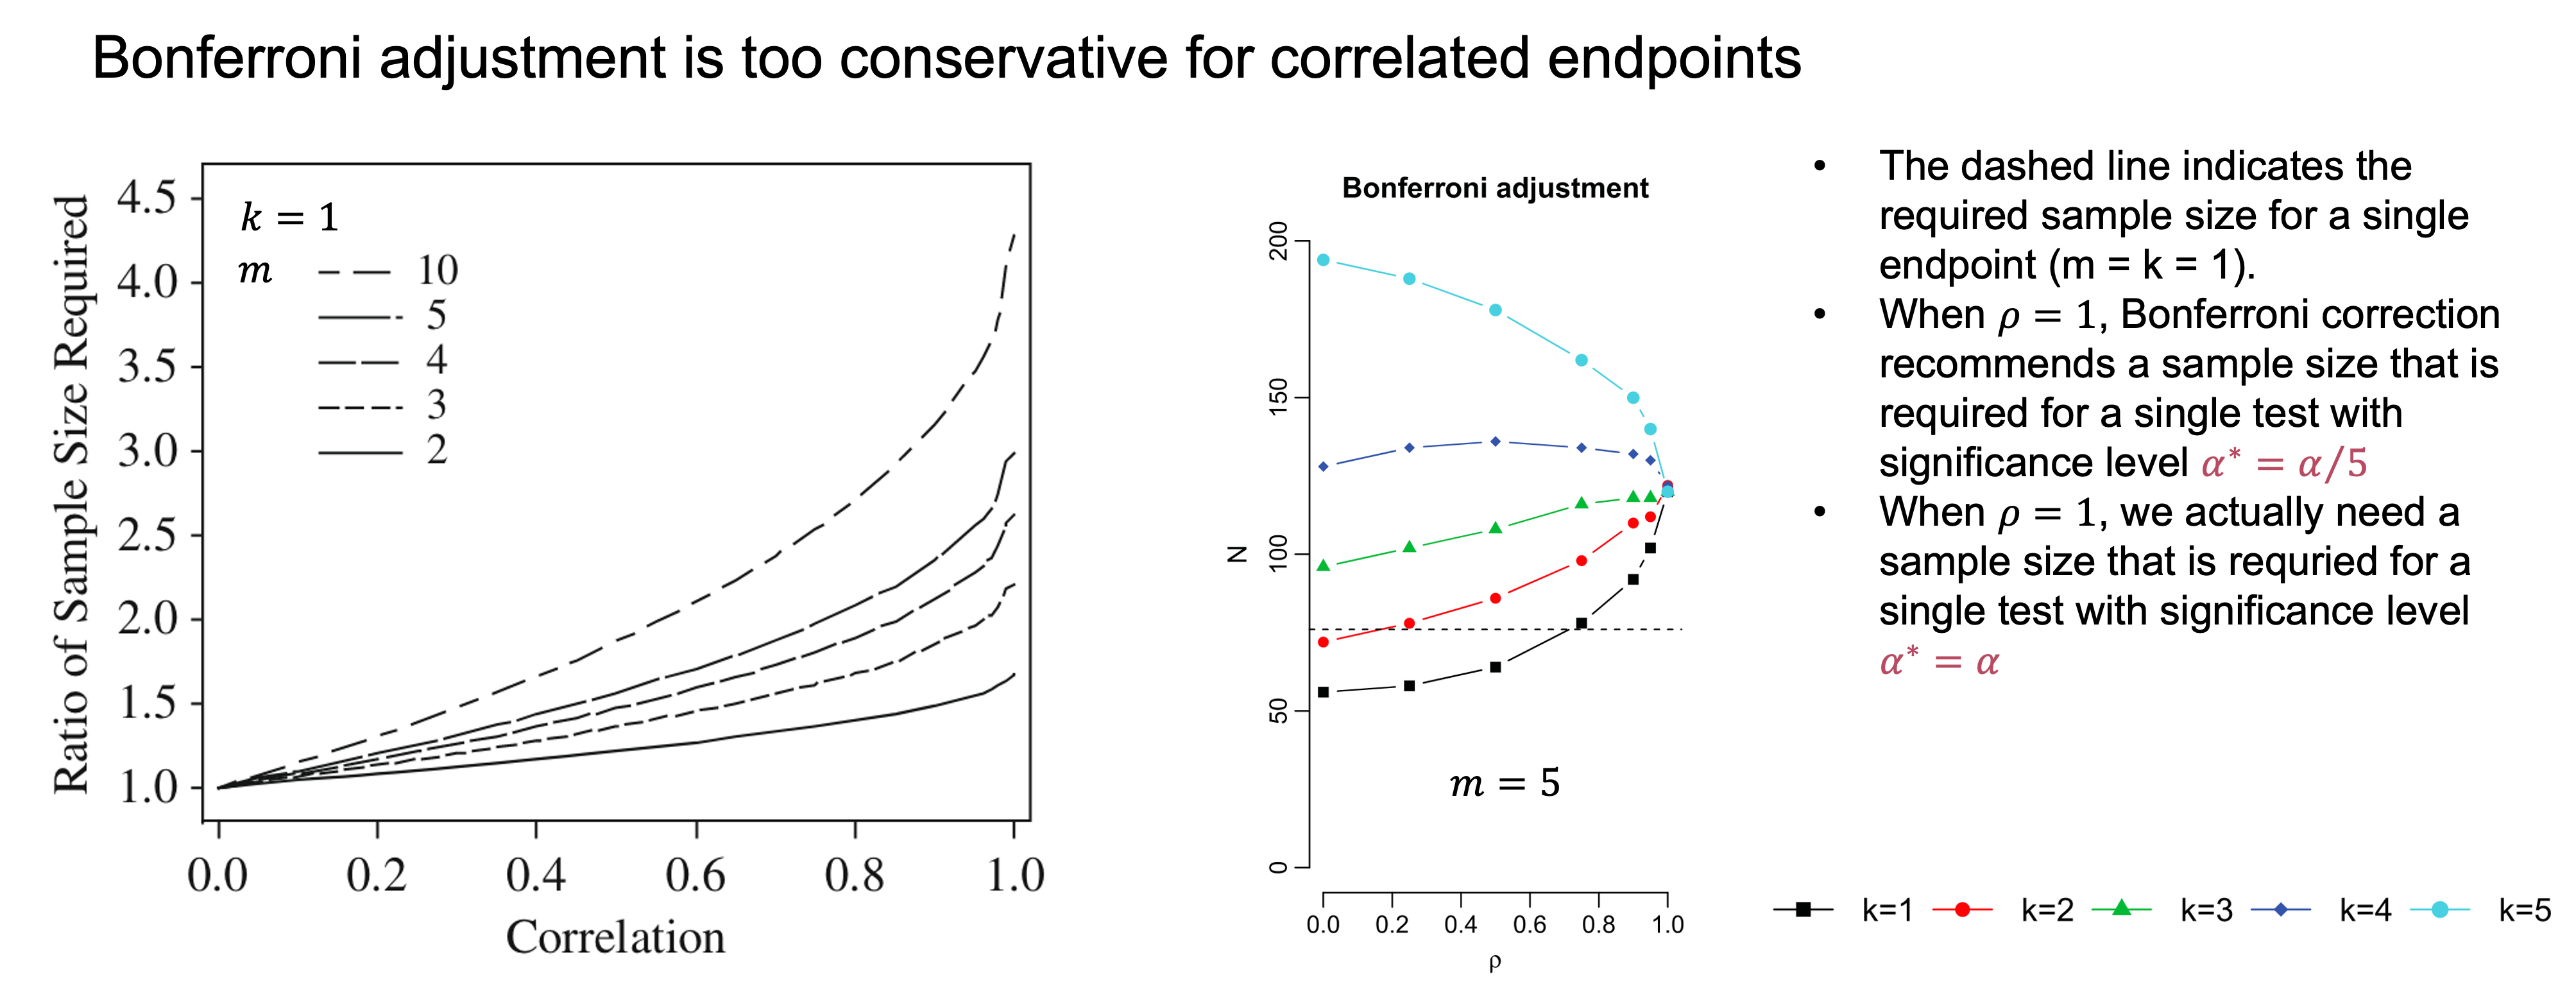 Bonferroni adjustment is too conservative for correlated endpoints
Ratio of Sample Size Required
4.5
4.0
3.5
3.0
2.5
2.0
1.5
1.0
k = 1
m
10
5
4
3
2
0.0 0.2 0.4 0.6 0.8 1.0
Correlation
Bonferroni adjustment
N
200
150
100
50
0
m = 5
0.0 0.2 0.4 0.6 0.8 1.0
ρ
• The dashed line indicates the
required sample size for a single
endpoint (m = k = 1).
• When ρ = 1, Bonferroni correction
recommends a sample size that is
required for a single test with
significance level α* = α/5
• When ρ = 1, we actually need a
sample size that is requried for a
single test with significance level
α* = α
k=1 k=2 k=3 k=4 k=5